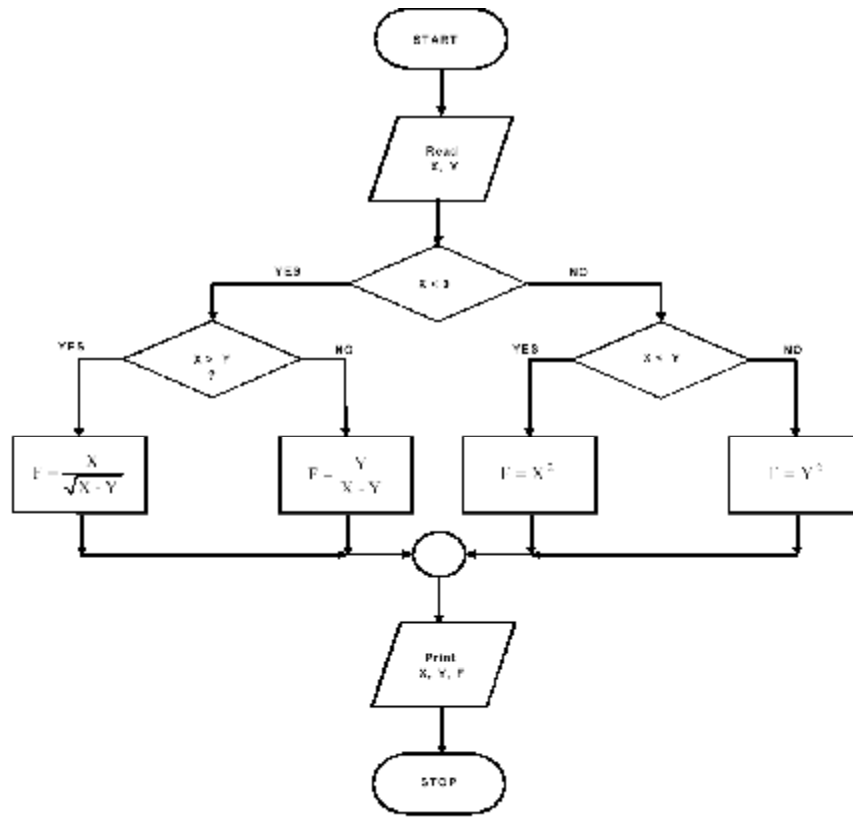 START
Read
X, Y
YES
NO
YES
X > Y
?
NO
YES
X < Y
NO
X
√X - Y
Y
X - Y
Print
X, Y, F
STOP